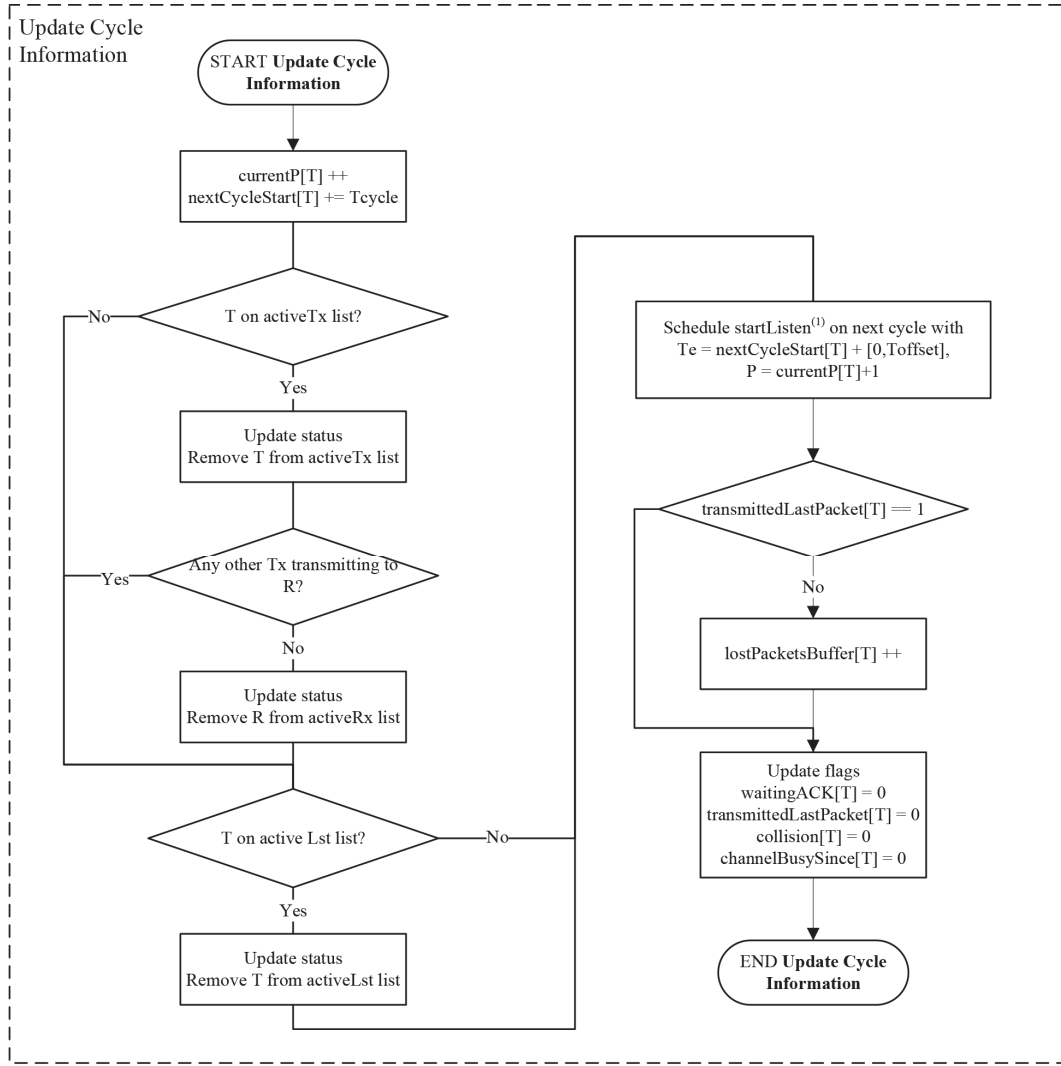 Update Cycle
Information
START Update Cycle
Information
currentP[T] ++
nextCycleStart[T] += Tcycle
No
T on activeTx list?
Yes
Update status
Remove T from activeTx list
Yes
Any other Tx transmitting to
R?
No
Update status
Remove R from activeRx list
T on active Lst list?
No
Yes
Update status
Remove T from activeLst list
Schedule startListen(1) on next cycle with
Te = nextCycleStart[T] + [0,Toffset],
P = currentP[T]+1
transmittedLastPacket[T] == 1
No
lostPacketsBuffer[T] ++
Update flags
waitingACK[T] = 0
transmittedLastPacket[T] = 0
collision[T] = 0
channelBusySince[T] = 0
END Update Cycle
Information